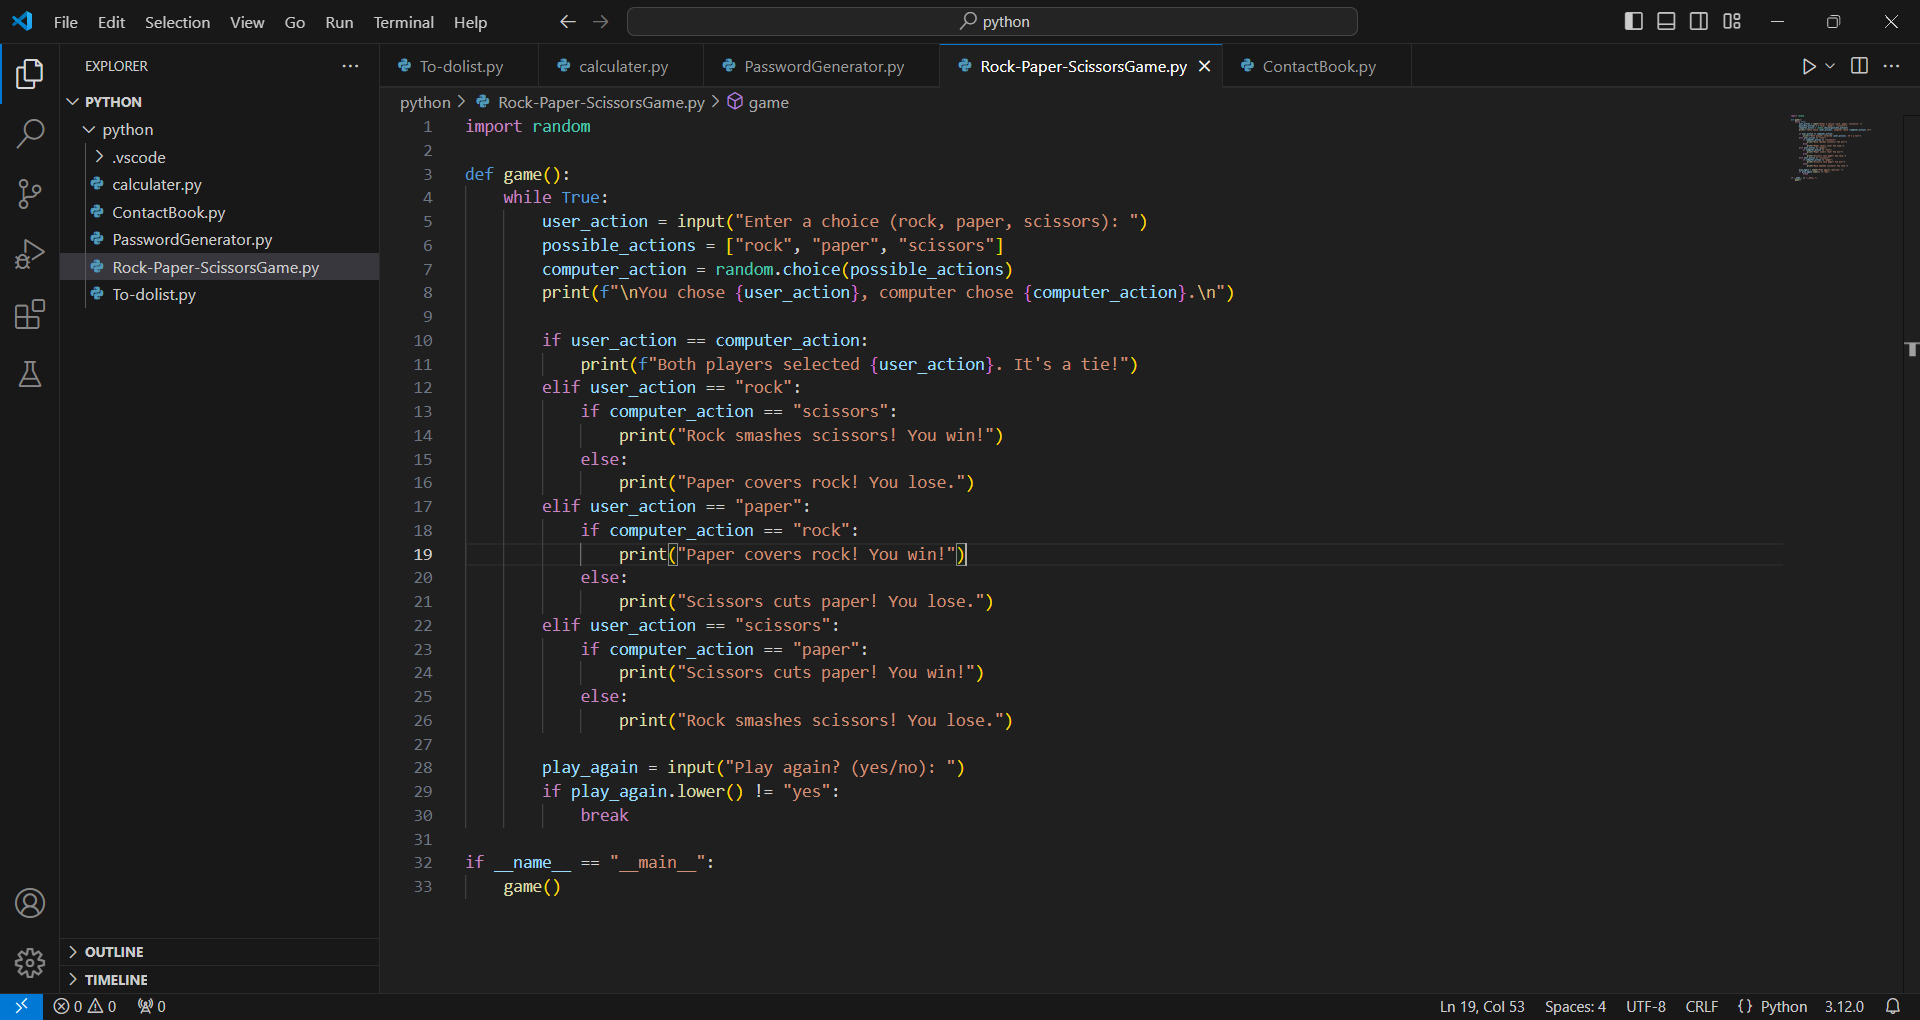 File Edit Selection View Go Run Terminal Help
python
EXPLORER
PYTHON
python
.vscode
calculater.py
ContactBook.py
PasswordGenerator.py
Rock-Paper-ScissorsGame.py
To-dolist.py
OUTLINE
TIMELINE
To-dolist.py calculater.py PasswordGenerator.py Rock-Paper-ScissorsGame.py ContactBook.py
python > Rock-Paper-ScissorsGame.py > game
1 import random
2
3 def game():
4     while True:
5         user_action = input("Enter a choice (rock, paper, scissors): ")
6         possible_actions = ["rock", "paper", "scissors"]
7         computer_action = random.choice(possible_actions)
8         print(f"\nYou chose {user_action}, computer chose {computer_action}.\n")
9
10         if user_action == computer_action:
11             print(f"Both players selected {user_action}. It's a tie!")
12         elif user_action == "rock":
13             if computer_action == "scissors":
14                 print("Rock smashes scissors! You win!")
15             else:
16                 print("Paper covers rock! You lose.")
17         elif user_action == "paper":
18             if computer_action == "rock":
19                 print("Paper covers rock! You win!")
20             else:
21                 print("Scissors cuts paper! You lose.")
22         elif user_action == "scissors":
23             if computer_action == "paper":
24                 print("Scissors cuts paper! You win!")
25             else:
26                 print("Rock smashes scissors! You lose.")
27
28         play_again = input("Play again? (yes/no): ")
29         if play_again.lower() != "yes":
30             break
31
32 if __name__ == "__main__":
33     game()
0 0 0 Ln 19, Col 53 Spaces: 4 UTF-8 CRLF {} Python 3.12.0